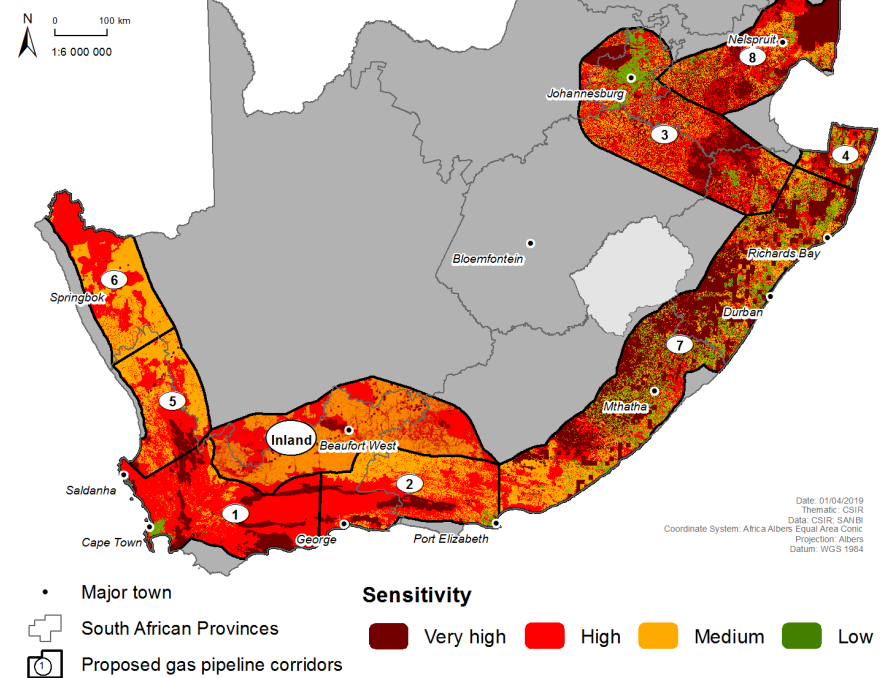 N
0 100 km
1:6 000 000
Nelspruit
8
Johannesburg
3
4
Bloemfontein
Richards Bay
6
Springbok
Durban
7
5
Mthatha
Inland
Beaufort West
Saldanha
2
1
Cape Town
George
Port Elizabeth
Date: 01/04/2019
Thematic: CSIR
Data: CSIR; SANBI
Coordinate System: Africa Albers Equal Area Conic
Projection: Albers
Datum: WGS 1984
Major town
South African Provinces
1
Proposed gas pipeline corridors
Sensitivity
Very high
High
Medium
Low